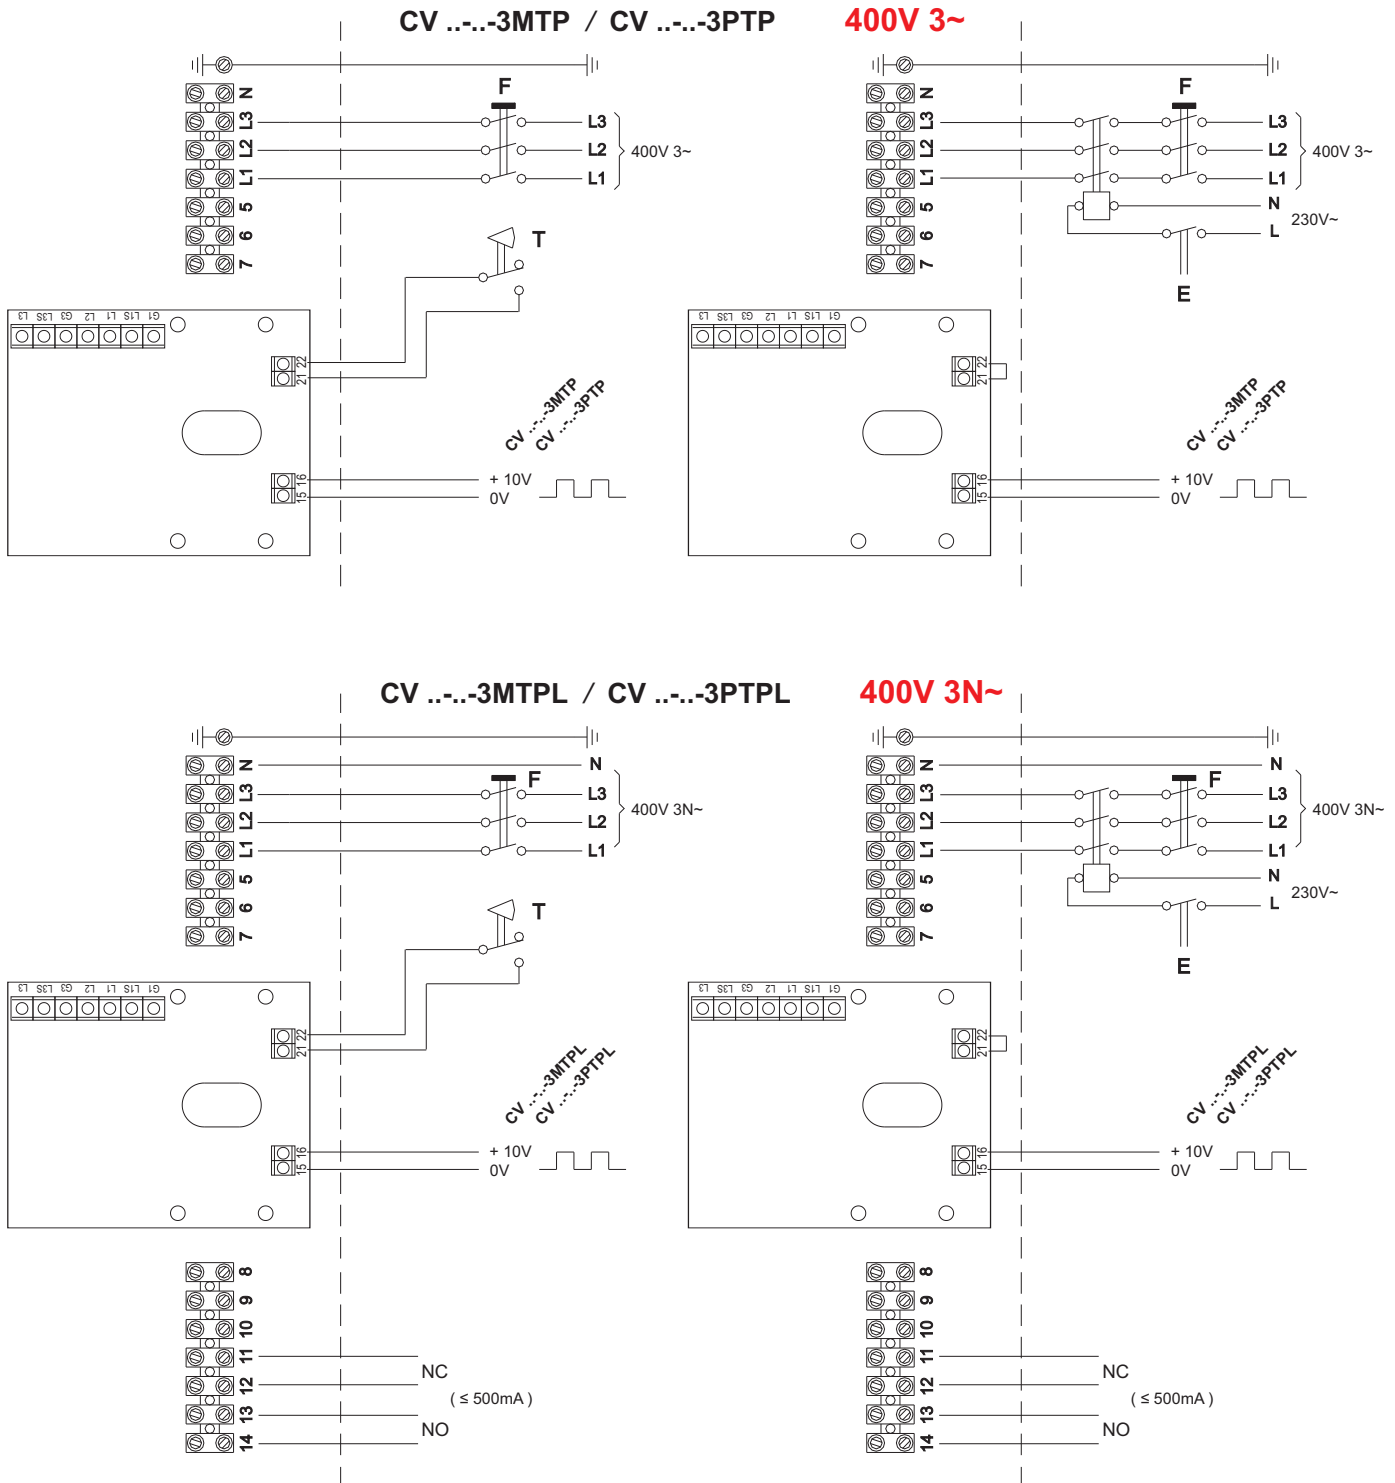 CV ..-..-3MTP / CV ..-..-3PTP 400V 3~
N
L3
L2
L1
5
6
7
F
L3
L2
L1
400V 3~
T
L3 L3S G3 L2 L1 L1S G1
22
21
16
15
CV ..-..-3MTP
CV ..-..-3PTP
+ 10V
0V
N
L3
L2
L1
5
6
7
F
L3
L2
L1
400V 3~
N
L
230V~
E
L3 L3S G3 L2 L1 L1S G1
22
21
16
15
CV ..-..-3MTP
CV ..-..-3PTP
+ 10V
0V
CV ..-..-3MTPL / CV ..-..-3PTPL 400V 3N~
N
L3
L2
L1
5
6
7
F
N
L3
L2
L1
400V 3N~
T
L3 L3S G3 L2 L1 L1S G1
22
21
16
15
CV ..-..-3MTPL
CV ..-..-3PTPL
+ 10V
0V
8
9
10
11
12
13
14
NC
( ≤ 500mA )
NO
N
L3
L2
L1
5
6
7
F
N
L3
L2
L1
400V 3N~
N
L
230V~
E
L3 L3S G3 L2 L1 L1S G1
22
21
16
15
CV ..-..-3MTPL
CV ..-..-3PTPL
+ 10V
0V
8
9
10
11
12
13
14
NC
( ≤ 500mA )
NO